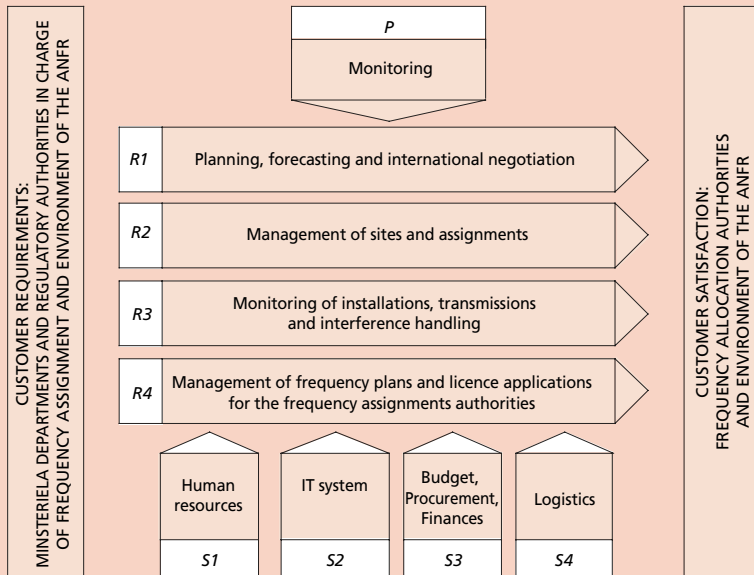 CUSTOMER REQUIREMENTS:
MINSTERIELA DEPARTMENTS AND REGULATORY AUTHORITIES IN CHARGE
OF FREQUENCY ASSIGNMENT AND ENVIRONMENT OF THE ANFR
P
Monitoring
R1
Planning, forecasting and international negotiation
R2
Management of sites and assignments
R3
Monitoring of installations, transmissions
and interference handling
R4
Management of frequency plans and licence applications
for the frequency assignments authorities
Human
resources
S1
IT system
S2
Budget,
Procurement,
Finances
S3
Logistics
S4
CUSTOMER SATISFACTION:
FREQUENCY ALLOCATION AUTHORITIES
AND ENVIRONMENT OF THE ANFR